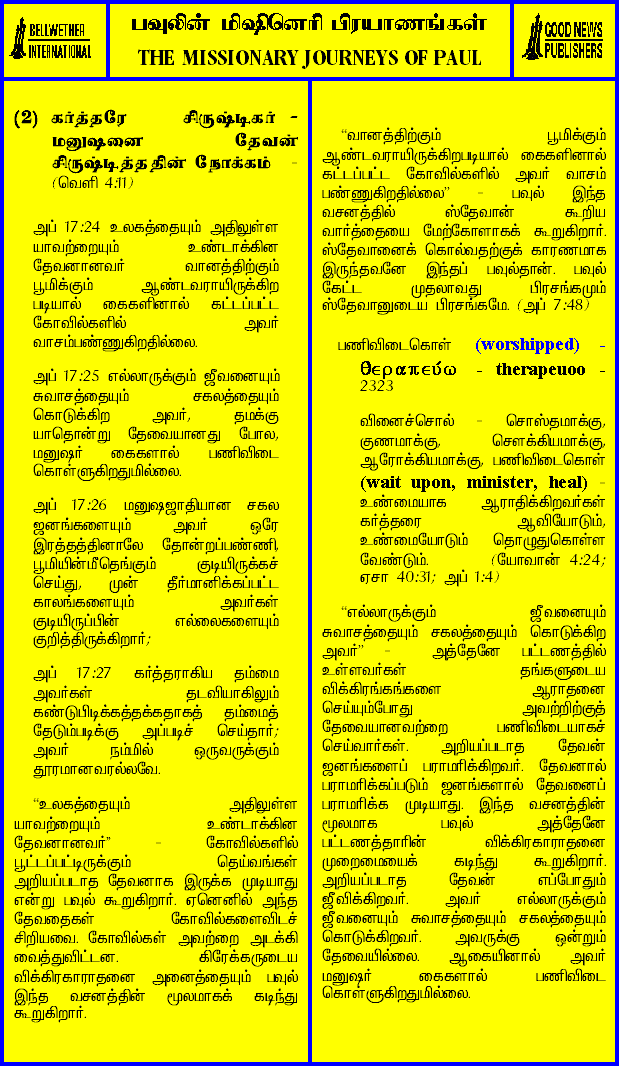 BELLWETHER
INTERNATIONAL
பவுலின் மிஷினெரி பிரயாணங்கள்
THE MISSIONARY JOURNEYS OF PAUL
GOOD NEWS
PUBLISHERS
(2) கர்த்தரே சிருஷ்டிகர் -
மனுஷனை தேவன்
சிருஷ்டித்ததின் நோக்கம் -
(வெளி 4:11)
அப் 17:24 உலகத்தையும் அதிலுள்ள
யாவற்றையும் உண்டாக்கின
தேவனானவர் வானத்திற்கும்
பூமிக்கும் ஆண்டவராயிருக்கிற
படியால் கைகளினால் கட்டப்பட்ட
கோவில்களில் அவர்
வாசம்பண்ணுகிறதில்லை.
அப் 17:25 எல்லாருக்கும் ஜீவனையும்
சுவாசத்தையும் சகலத்தையும்
கொடுக்கிற அவர், தமக்கு
யாதொன்று தேவையானது போல,
மனுஷர் கைகளால் பணிவிடை
கொள்ளுகிறதுமில்லை.
அப் 17:26 மனுஷஜாதியான சகல
ஜனங்களையும் அவர் ஒரே
இரத்தத்தினாலே தோன்றப்பண்ணி,
பூமியின்மீதெங்கும் குடியிருக்கச்
செய்து, முன் தீர்மானிக்கப்பட்ட
காலங்களையும் அவர்கள்
குடியிருப்பின் எல்லைகளையும்
குறித்திருக்கிறார்;
அப் 17:27 கர்த்தராகிய தம்மை
அவர்கள் தடவியாகிலும்
கண்டுபிடிக்கத்தக்கதாகத் தம்மைத்
தேடும்படிக்கு அப்படிச் செய்தார்;
அவர் நம்மில் ஒருவருக்கும்
தூரமானவரல்லவே.
“உலகத்தையும் அதிலுள்ள
யாவற்றையும் உண்டாக்கின
தேவனானவர்” - கோவில்களில்
பூட்டப்பட்டிருக்கும் தெய்வங்கள்
அறியப்படாத தேவனாக இருக்க முடியாது
என்று பவுல் கூறுகிறார். ஏனெனில் அந்த
தேவதைகள் கோவில்களைவிடச்
சிறியவை. கோவில்கள் அவற்றை அடக்கி
வைத்துவிட்டன. கிரேக்கருடைய
விக்கிரகாராதனை அனைத்தையும் பவுல்
இந்த வசனத்தின் மூலமாகக் கடிந்து
கூறுகிறார்.
“வானத்திற்கும் பூமிக்கும்
ஆண்டவராயிருக்கிறபடியால் கைகளினால்
கட்டப்பட்ட கோவில்களில் அவர் வாசம்
பண்ணுகிறதில்லை” - பவுல் இந்த
வசனத்தில் ஸ்தேவான் கூறிய
வார்த்தையை மேற்கோளாகக் கூறுகிறார்.
ஸ்தேவானைக் கொல்வதற்குக் காரணமாக
இருந்தவனே இந்தப் பவுல்தான். பவுல்
கேட்ட முதலாவது பிரசங்கமும்
ஸ்தேவானுடைய பிரசங்கமே. (அப் 7:48)
பணிவிடைகொள் (worshipped) -
θεραπεύω - therapeuoo -
2323
வினைச்சொல் - சொஸ்தமாக்கு,
குணமாக்கு, சௌக்கியமாக்கு,
ஆரோக்கியமாக்கு, பணிவிடைகொள்
(wait upon, minister, heal) -
உண்மையாக ஆராதிக்கிறவர்கள்
கர்த்தரை ஆவியோடும்,
உண்மையோடும் தொழுதுகொள்ள
வேண்டும். (யோவான் 4:24;
ஏசா 40:31; அப் 1:4)
“எல்லாருக்கும் ஜீவனையும்
சுவாசத்தையும் சகலத்தையும் கொடுக்கிற
அவர்” - அத்தேனே பட்டணத்தில்
உள்ளவர்கள் தங்களுடைய
விக்கிரங்கங்களை ஆராதனை
செய்யும்போது அவற்றிற்குத்
தேவையானவற்றை பணிவிடையாகச்
செய்வார்கள். அறியப்படாத தேவன்
ஜனங்களைப் பராமரிக்கிறவர். தேவனால்
பராமரிக்கப்படும் ஜனங்களால் தேவனைப்
பராமரிக்க முடியாது. இந்த வசனத்தின்
மூலமாக பவுல் அத்தேனே
பட்டணத்தாரின் விக்கிரகாராதனை
முறைமையைக் கடிந்து கூறுகிறார்.
அறியப்படாத தேவன் எப்போதும்
ஜீவிக்கிறவர். அவர் எல்லாருக்கும்
ஜீவனையும் சுவாசத்தையும் சகலத்தையும்
கொடுக்கிறவர். அவருக்கு ஒன்றும்
தேவையில்லை. ஆகையினால் அவர்
மனுஷர் கைகளால் பணிவிடை
கொள்ளுகிறதுமில்லை.